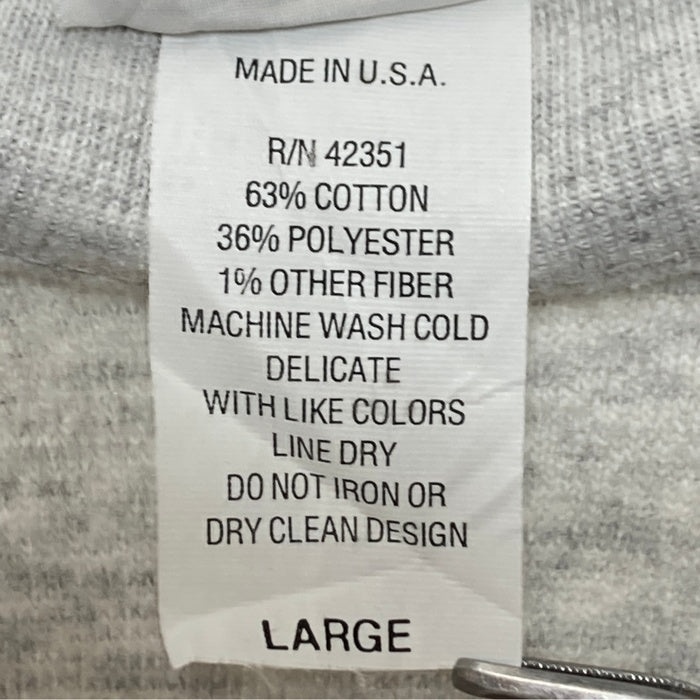 MADE IN U.S.A.
R/N 42351
63% COTTON
36% POLYESTER
1% OTHER FIBER
MACHINE WASH COLD
DELICATE
WITH LIKE COLORS
LINE DRY
DO NOT IRON OR
DRY CLEAN DESIGN
LARGE